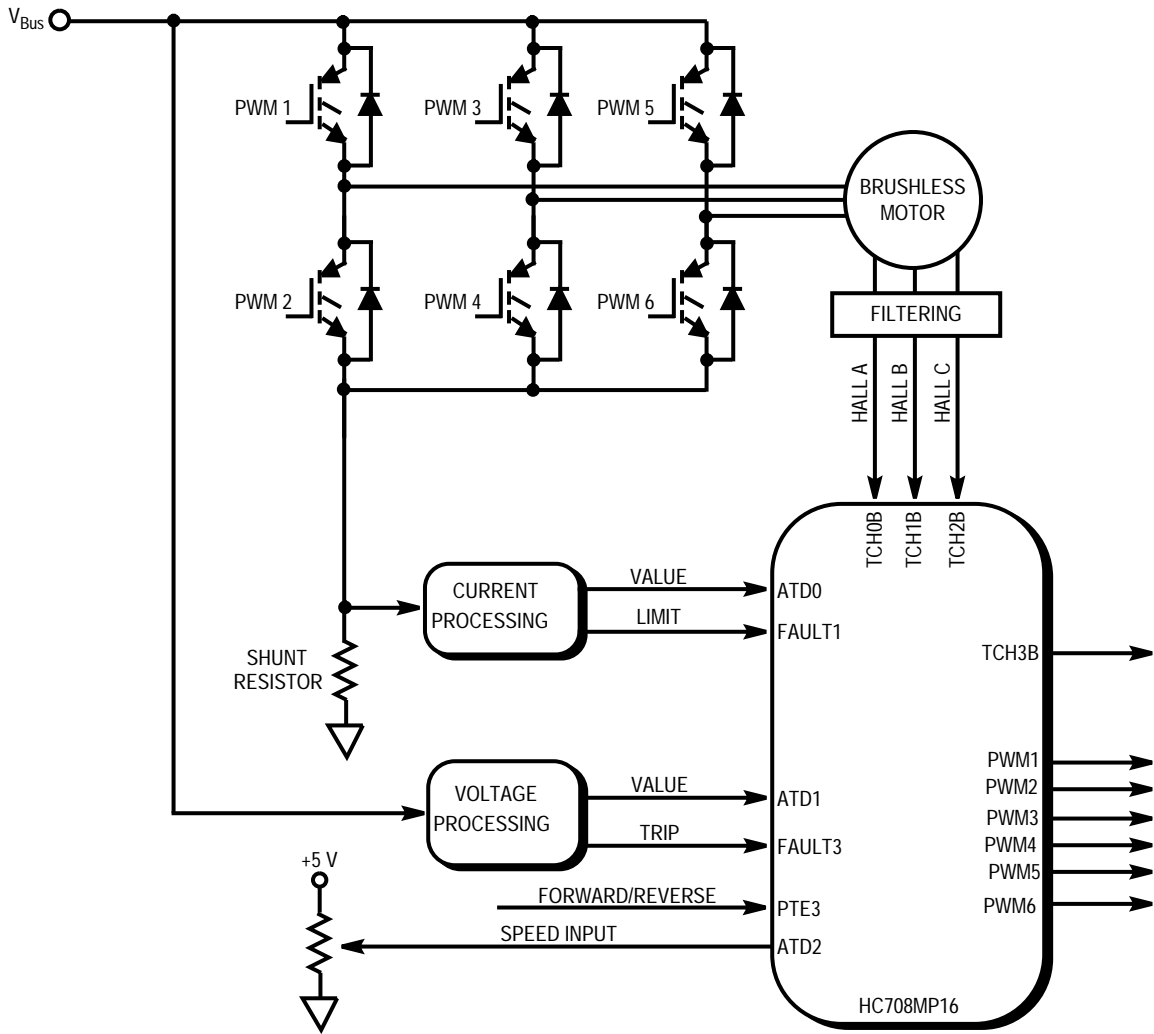 VBus
PWM 1
PWM 3
PWM 5
BRUSHLESS
MOTOR
PWM 2
PWM 4
PWM 6
FILTERING
HALL A
HALL B
HALL C
TCH0B
TCH1B
TCH2B
CURRENT
PROCESSING
VALUE
ATD0
LIMIT
FAULT1
SHUNT
RESISTOR
TCH3B
VOLTAGE
PROCESSING
VALUE
ATD1
TRIP
FAULT3
PWM1
PWM2
PWM3
PWM4
PWM5
PWM6
+5 V
FORWARD/REVERSE
PTE3
SPEED INPUT
ATD2
HC708MP16